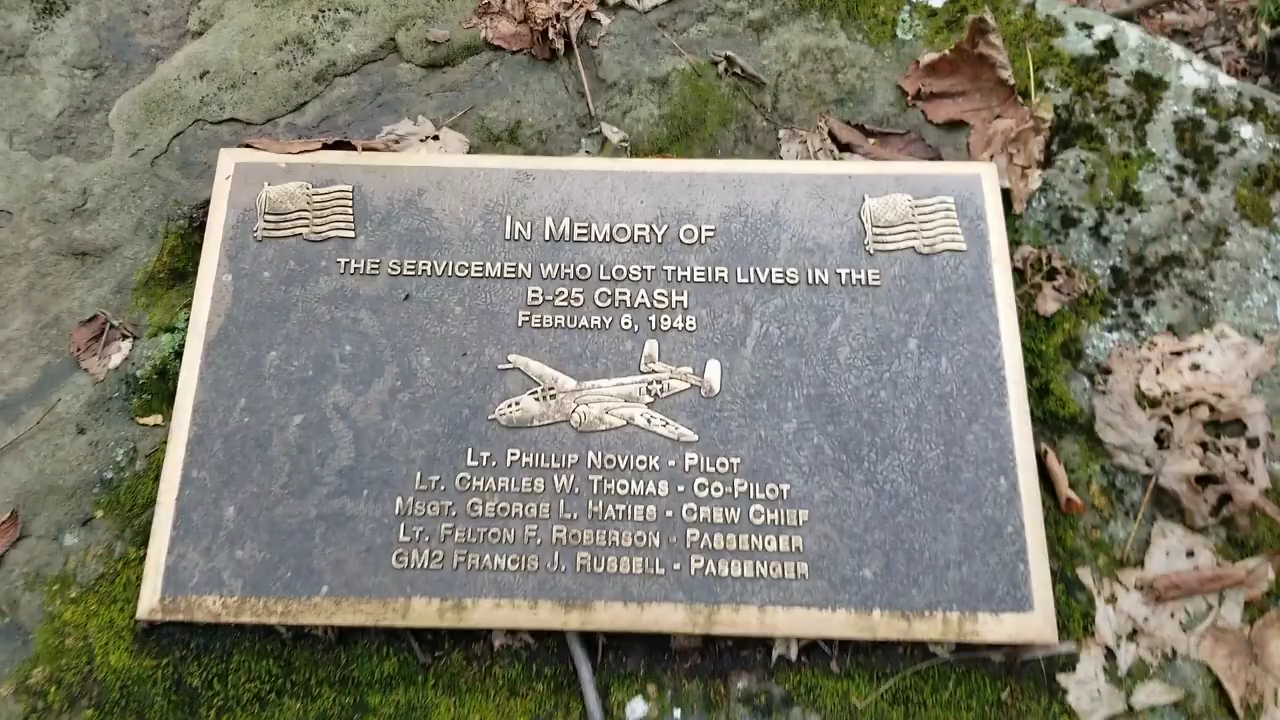 In Memory of
the servicemen who lost their lives in the
B-25 Crash
February 6, 1948
Lt. Phillip Novick - Pilot
Lt. Charles W. Thomas - Co-Pilot
Msgt. George L. Haties - Crew Chief
Lt. Felton F. Roberson - Passenger
GM2 Francis J. Russell - Passenger